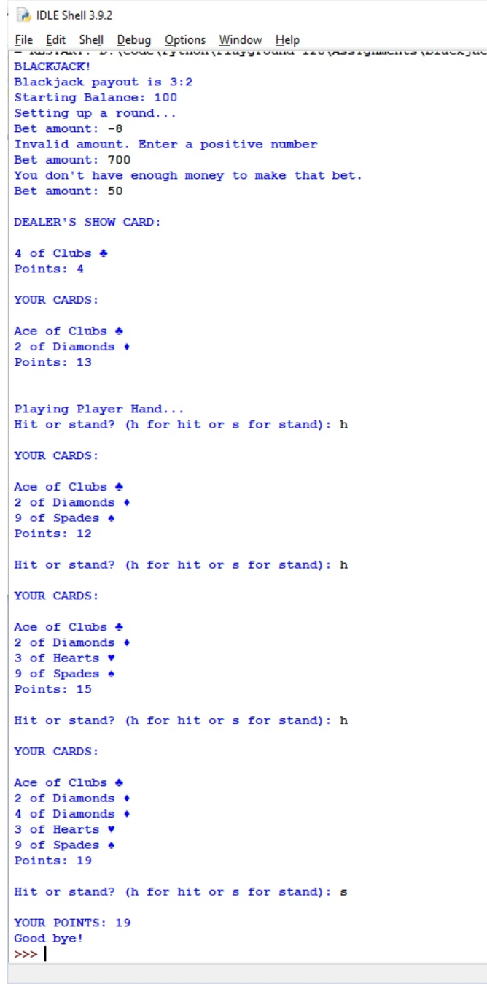 IDLE Shell 3.9.2
File Edit Shell Debug Options Window Help
= RESTART: D:\Code\Python\Playground 128\Assignments\Blackjac
BLACKJACK!
Blackjack payout is 3:2
Starting Balance: 100
Setting up a round...
Bet amount: -8
Invalid amount. Enter a positive number
Bet amount: 700
You don't have enough money to make that bet.
Bet amount: 50
DEALER'S SHOW CARD:
4 of Clubs ♣
Points: 4
YOUR CARDS:
Ace of Clubs ♣
2 of Diamonds ♦
Points: 13
Playing Player Hand...
Hit or stand? (h for hit or s for stand): h
YOUR CARDS:
Ace of Clubs ♣
2 of Diamonds ♦
9 of Spades ♠
Points: 12
Hit or stand? (h for hit or s for stand): h
YOUR CARDS:
Ace of Clubs ♣
2 of Diamonds ♦
3 of Hearts ♥
9 of Spades ♠
Points: 15
Hit or stand? (h for hit or s for stand): h
YOUR CARDS:
Ace of Clubs ♣
2 of Diamonds ♦
4 of Diamonds ♦
3 of Hearts ♥
9 of Spades ♠
Points: 19
Hit or stand? (h for hit or s for stand): s
YOUR POINTS: 19
Good bye!
>>>